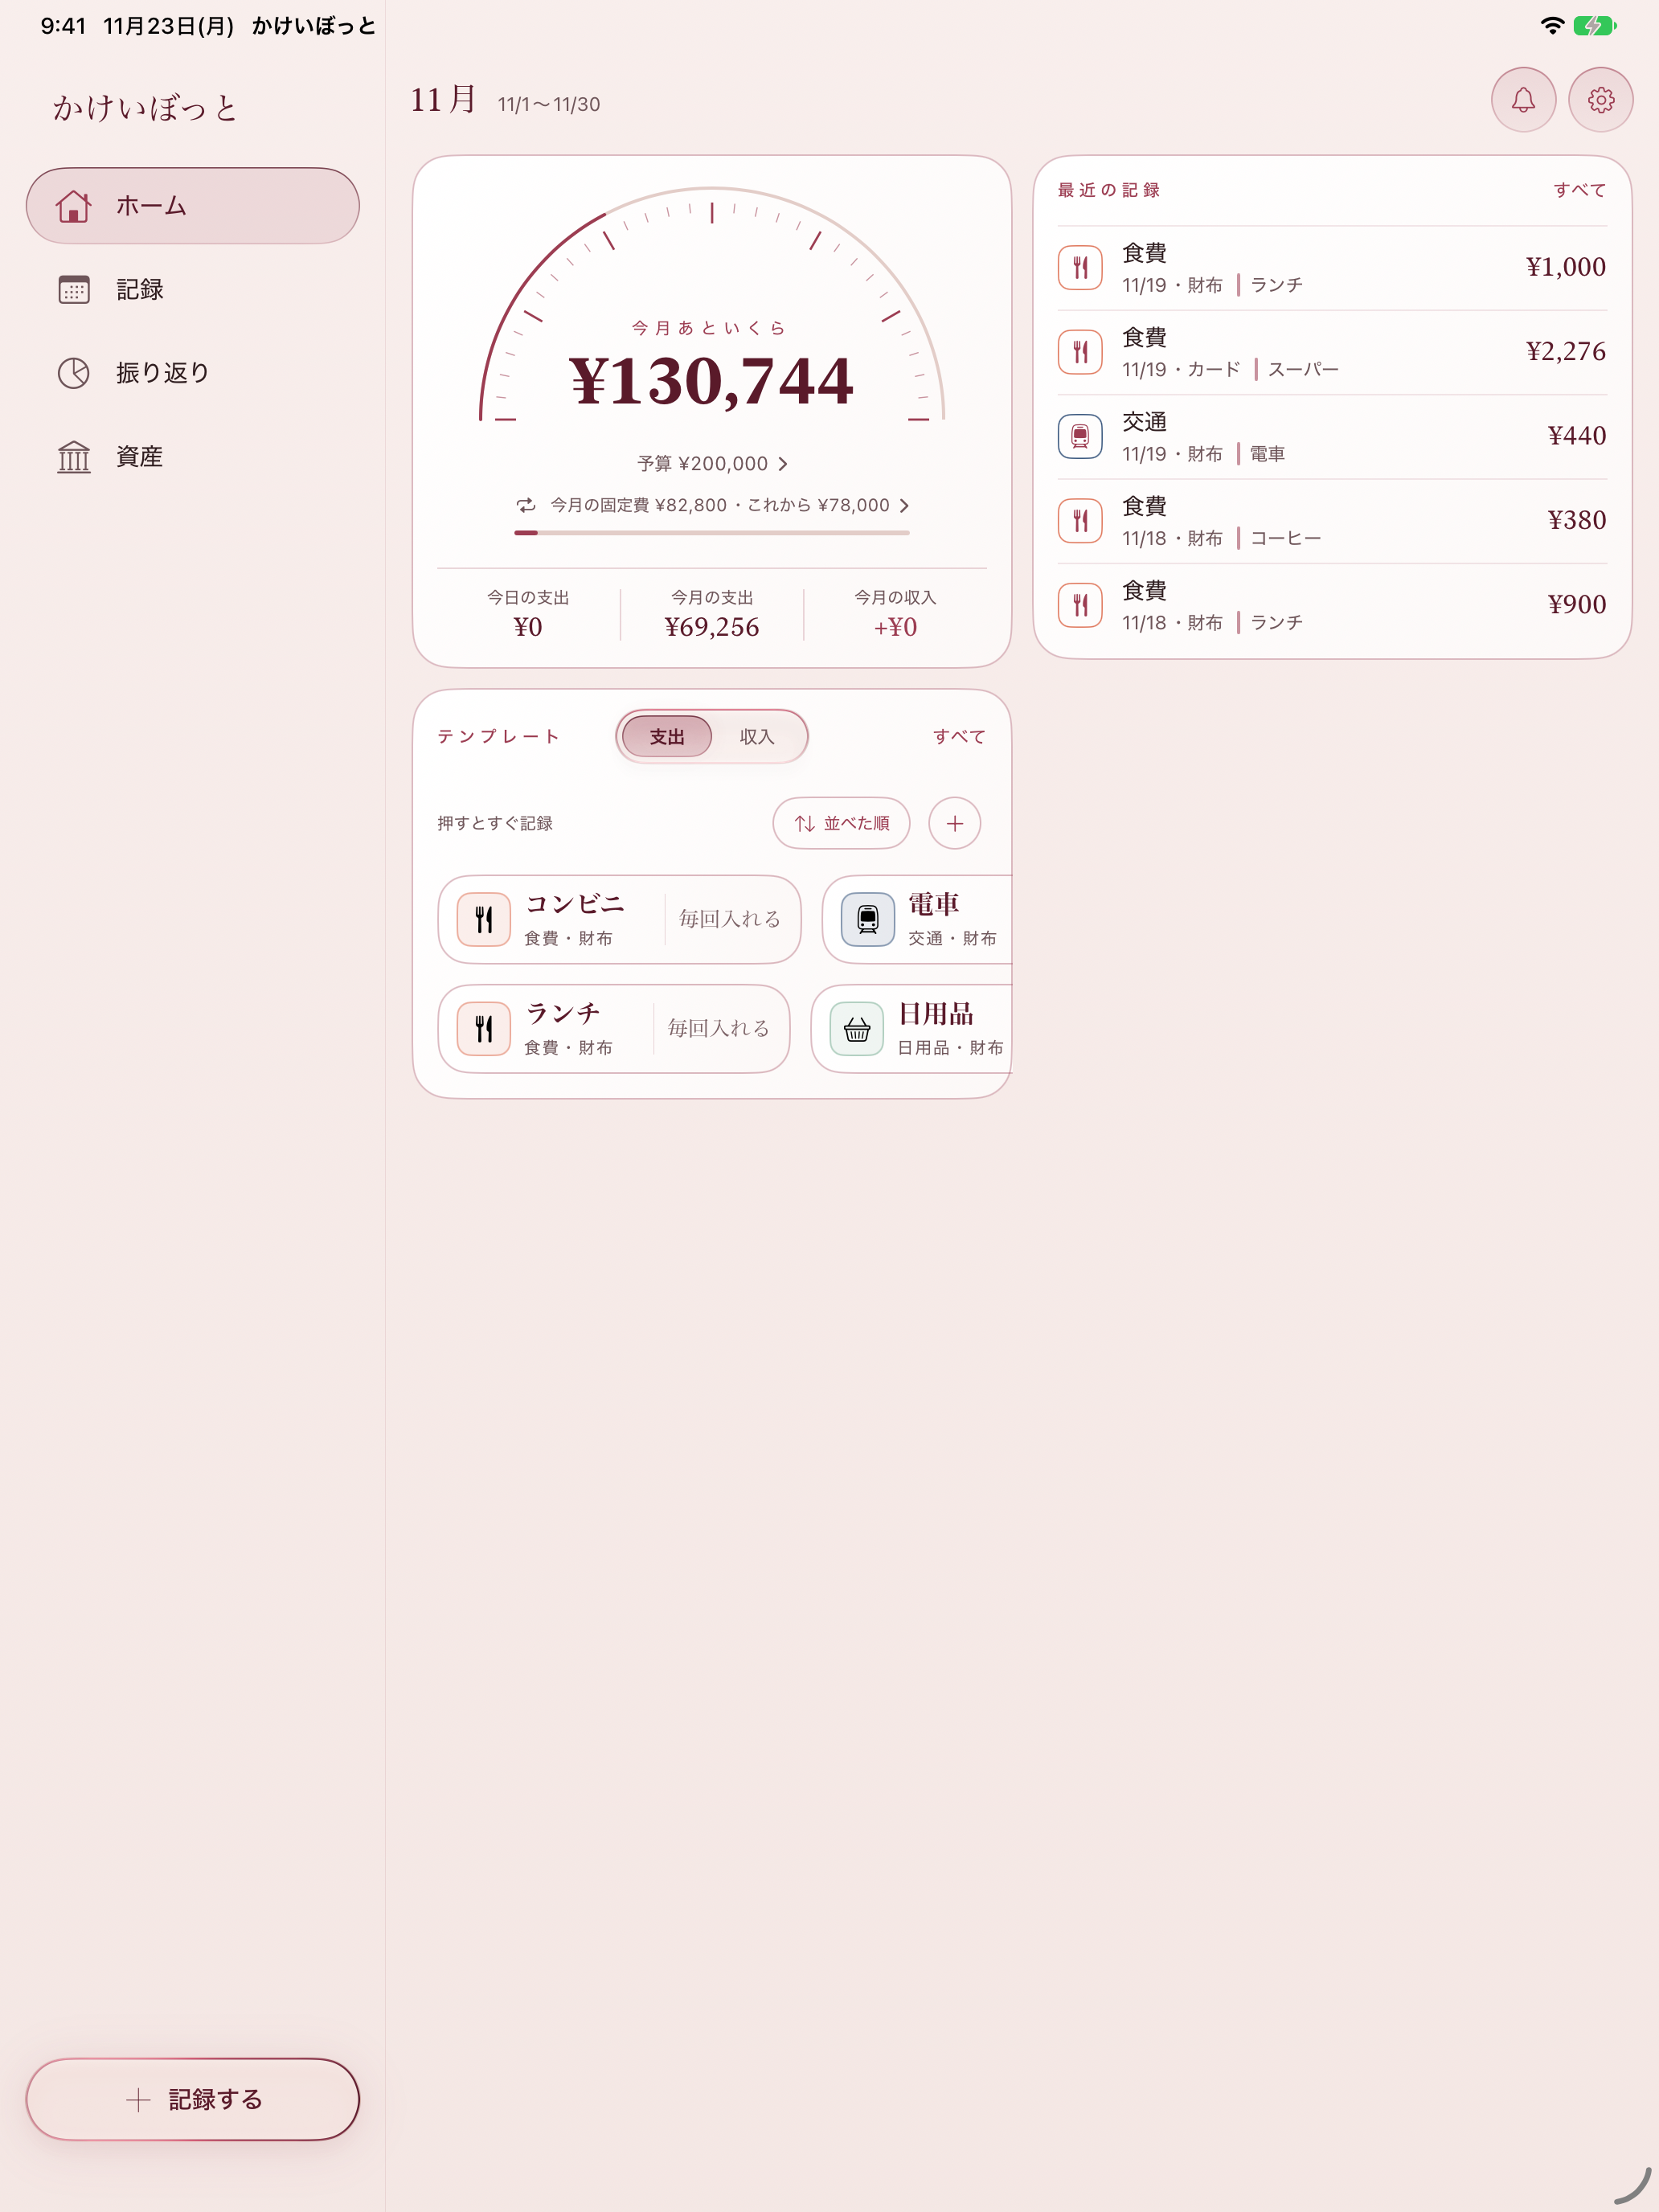 9:41 11月23日(月) かけいぼっと
かけいぼっと
ホーム
記録
振り返り
資産
記録する
11月 11/1〜11/30
今月あといくら
¥130,744
予算 ¥200,000
今月の固定費 ¥82,800・これから ¥78,000
今日の支出 今月の支出 今月の収入
¥0 ¥69,256 +¥0
最近の記録 すべて
食費
11/19・財布 ランチ
¥1,000
食費
11/19・カード スーパー
¥2,276
交通
11/19・財布 電車
¥440
食費
11/18・財布 コーヒー
¥380
食費
11/18・財布 ランチ
¥900
テンプレート 支出 収入 すべて
押すとすぐ記録 並べた順
コンビニ
食費・財布
毎回入れる
電車
交通・財布
ランチ
食費・財布
毎回入れる
日用品
日用品・財布